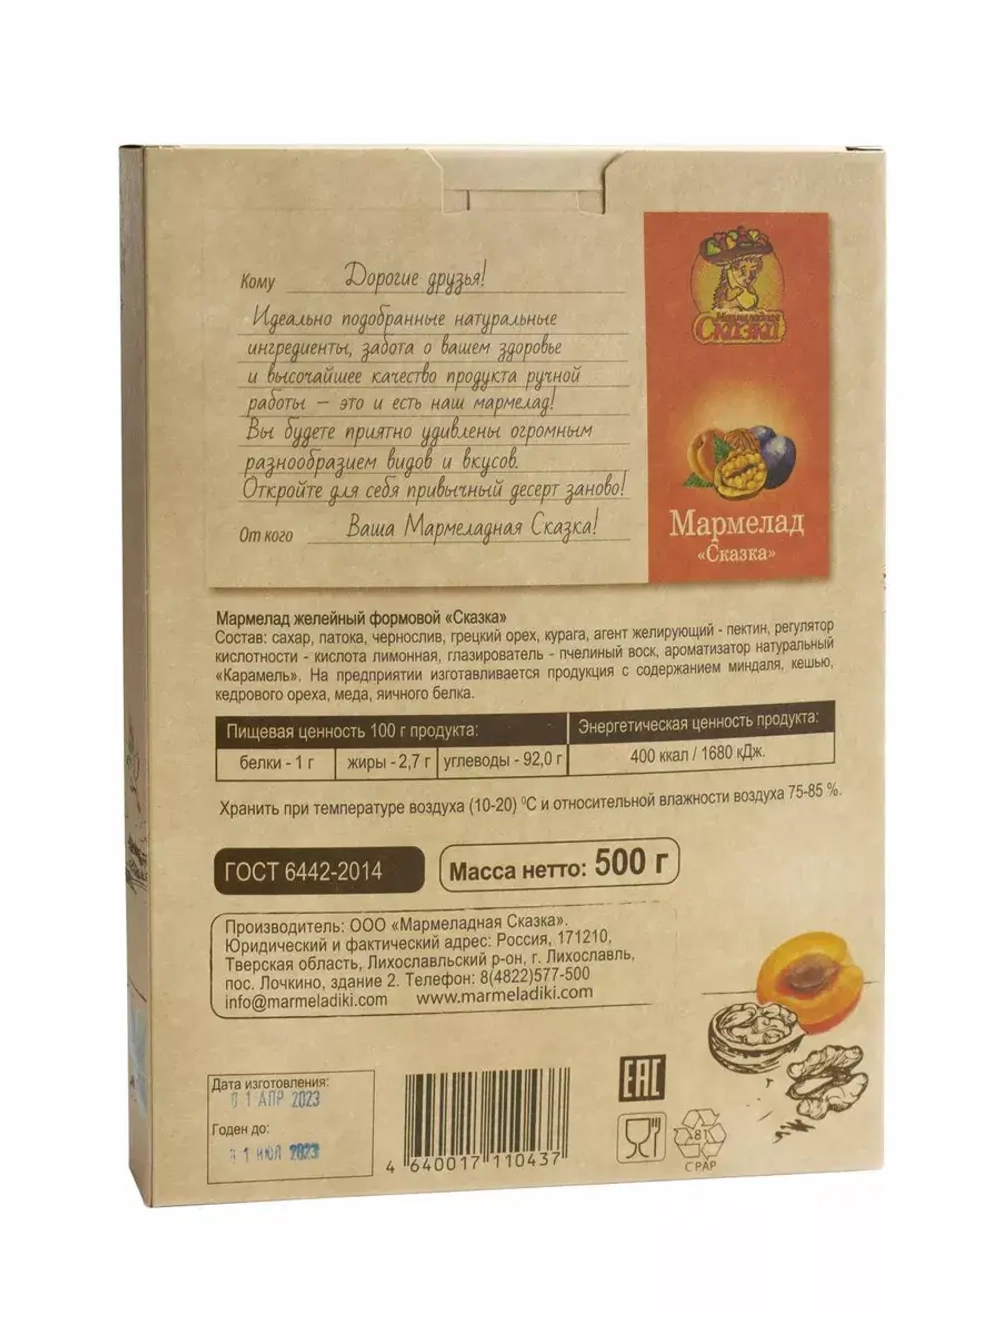 Мармеладная
Сказка
Кому Дорогие друзья!
Идеально подобранные натуральные
ингредиенты, забота о вашем здоровье
и высочайшее качество продукта ручной
работы – это и есть наш мармелад!
Вы будете приятно удивлены огромным
разнообразием видов и вкусов.
Откройте для себя привычный десерт заново!
От кого Ваша Мармеладная Сказка!
Мармелад
«Сказка»
Мармелад желейный формовой «Сказка»
Состав: сахар, патока, чернослив, грецкий орех, курага, агент желирующий - пектин, регулятор
кислотности - кислота лимонная, глазирователь - пчелиный воск, ароматизатор натуральный
«Карамель». На предприятии изготавливается продукция с содержанием миндаля, кешью,
кедрового ореха, меда, яичного белка.
Пищевая ценность 100 г продукта: Энергетическая ценность продукта:
белки - 1 г жиры - 2,7 г углеводы - 92,0 г 400 ккал / 1680 кДж.
Хранить при температуре воздуха (10-20) ⁰С и относительной влажности воздуха 75-85 %.
ГОСТ 6442-2014 Масса нетто: 500 г
Производитель: ООО «Мармеладная Сказка».
Юридический и фактический адрес: Россия, 171210,
Тверская область, Лихославльский р-он, г. Лихославль,
пос. Лочкино, здание 2. Телефон: 8(4822)577-500
info@marmeladiki.com www.marmeladiki.com
Дата изготовления:
01 АПР 2023
Годен до:
31 ИЮЛ 2023
4 640017 110437
EAC
81
C PAP